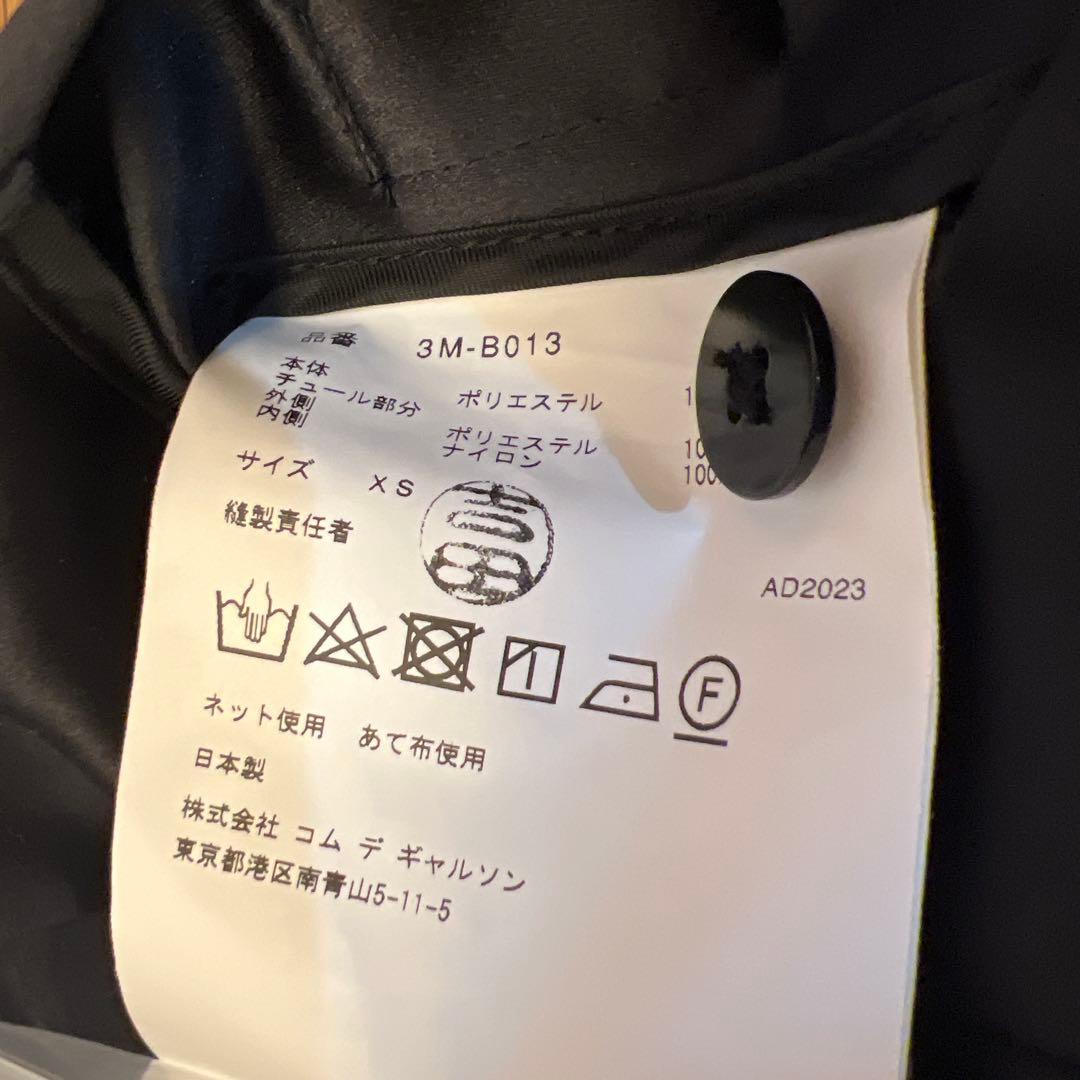 品番 3M-B013
本体 ポリエステル
チュール部分
外側 ポリエステル
内側 ナイロン
サイズ XS
縫製責任者 吉田
AD2023
F
ネット使用 あて布使用
日本製
株式会社 コム デ ギャルソン
東京都港区南青山5-11-5